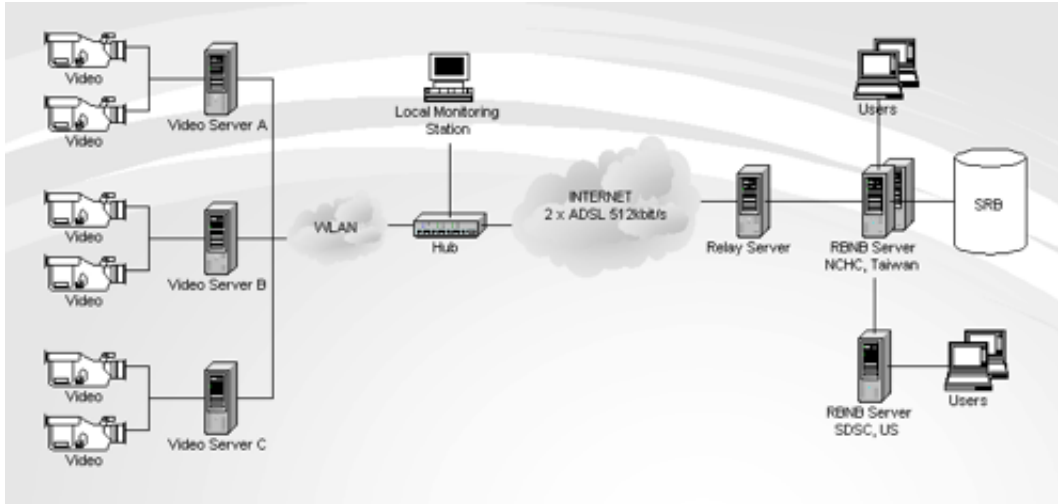 Video
Video Server A
Video
Video
Video Server B
Video
Video
Video Server C
Video
WLAN
Local Monitoring
Station
Hub
INTERNET
2 x ADSL 512kbit/s
Relay Server
Users
RBNB Server
NCHC, Taiwan
SRB
RBNB Server
SDSC, US
Users